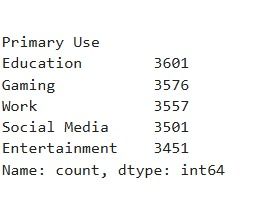 Primary Use
Education        3601
Gaming           3576
Work             3557
Social Media     3501
Entertainment    3451
Name: count, dtype: int64